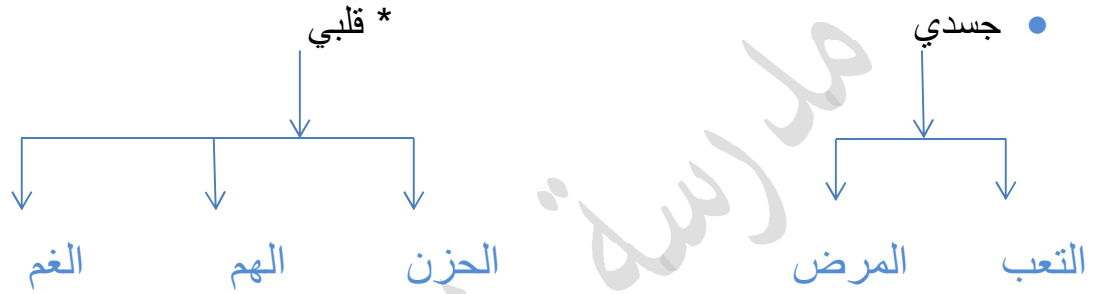 • جسدي * قلبي
التعب المرض الحزن الهم الغم
مدرسة